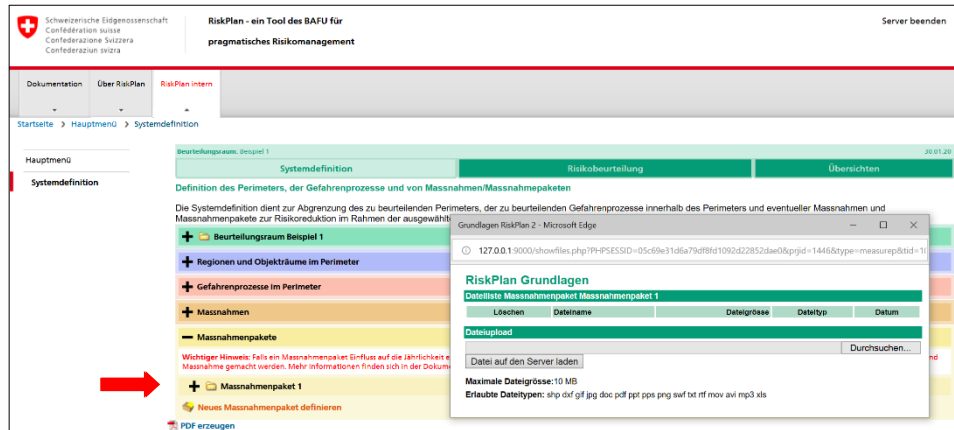 Schweizerische Eidgenossenschaft
Confédération suisse
Confederazione Svizzera
Confederaziun svizra
RiskPlan - ein Tool des BAFU für
pragmatisches Risikomanagement
Server beenden
Dokumentation Über RiskPlan RiskPlan intern
Startseite > Hauptmenü > Systemdefinition
Hauptmenü
Systemdefinition
Beurteilungsraum: Beispiel 1 30.01.20
Systemdefinition Risikobeurteilung Übersichten
Definition des Perimeters, der Gefahrenprozesse und von Massnahmen/Massnahmepaketen
Die Systemdefinition dient zur Abgrenzung des zu beurteilenden Perimeters, der zu beurteilenden Gefahrenprozesse innerhalb des Perimeters und eventueller Massnahmen und
Massnahmenpakete zur Risikoreduktion im Rahmen der ausgewählt
Beurteilungsraum Beispiel 1
Regionen und Objekträume im Perimeter
Gefahrenprozesse im Perimeter
Massnahmen
Massnahmenpakete
Wichtiger Hinweis: Falls ein Massnahmenpaket Einfluss auf die Jährlichkeit e
nd
Massnahme gemacht werden. Mehr Informationen finden sich in der Dokum
Massnahmenpaket 1
Neues Massnahmenpaket definieren
PDF erzeugen
Grundlagen RiskPlan 2 - Microsoft Edge
127.0.0.1:9000/showfiles.php?PHPSESSID=05c69e31d6a79df8fd1092d22852dae0&prjid=1446&type=measurep&tid=1
RiskPlan Grundlagen
Dateiliste Massnahmenpaket Massnahmenpaket 1
Löschen Dateiname Dateigrösse Dateityp Datum
Dateiupload
Durchsuchen...
Datei auf den Server laden
Maximale Dateigrösse:10 MB
Erlaubte Dateitypen: shp dxf gif jpg doc pdf ppt pps png swf txt rtf mov avi mp3 xls